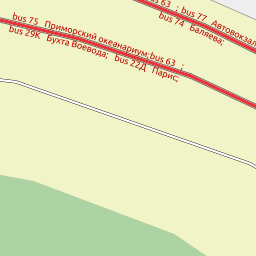 bus 63 ; bus 77 Автовокзал
bus 74 Баляева;
bus 75 Приморский океанариум;bus 63 ;
bus 29К Бухта Воевода; bus 22Д Парис;